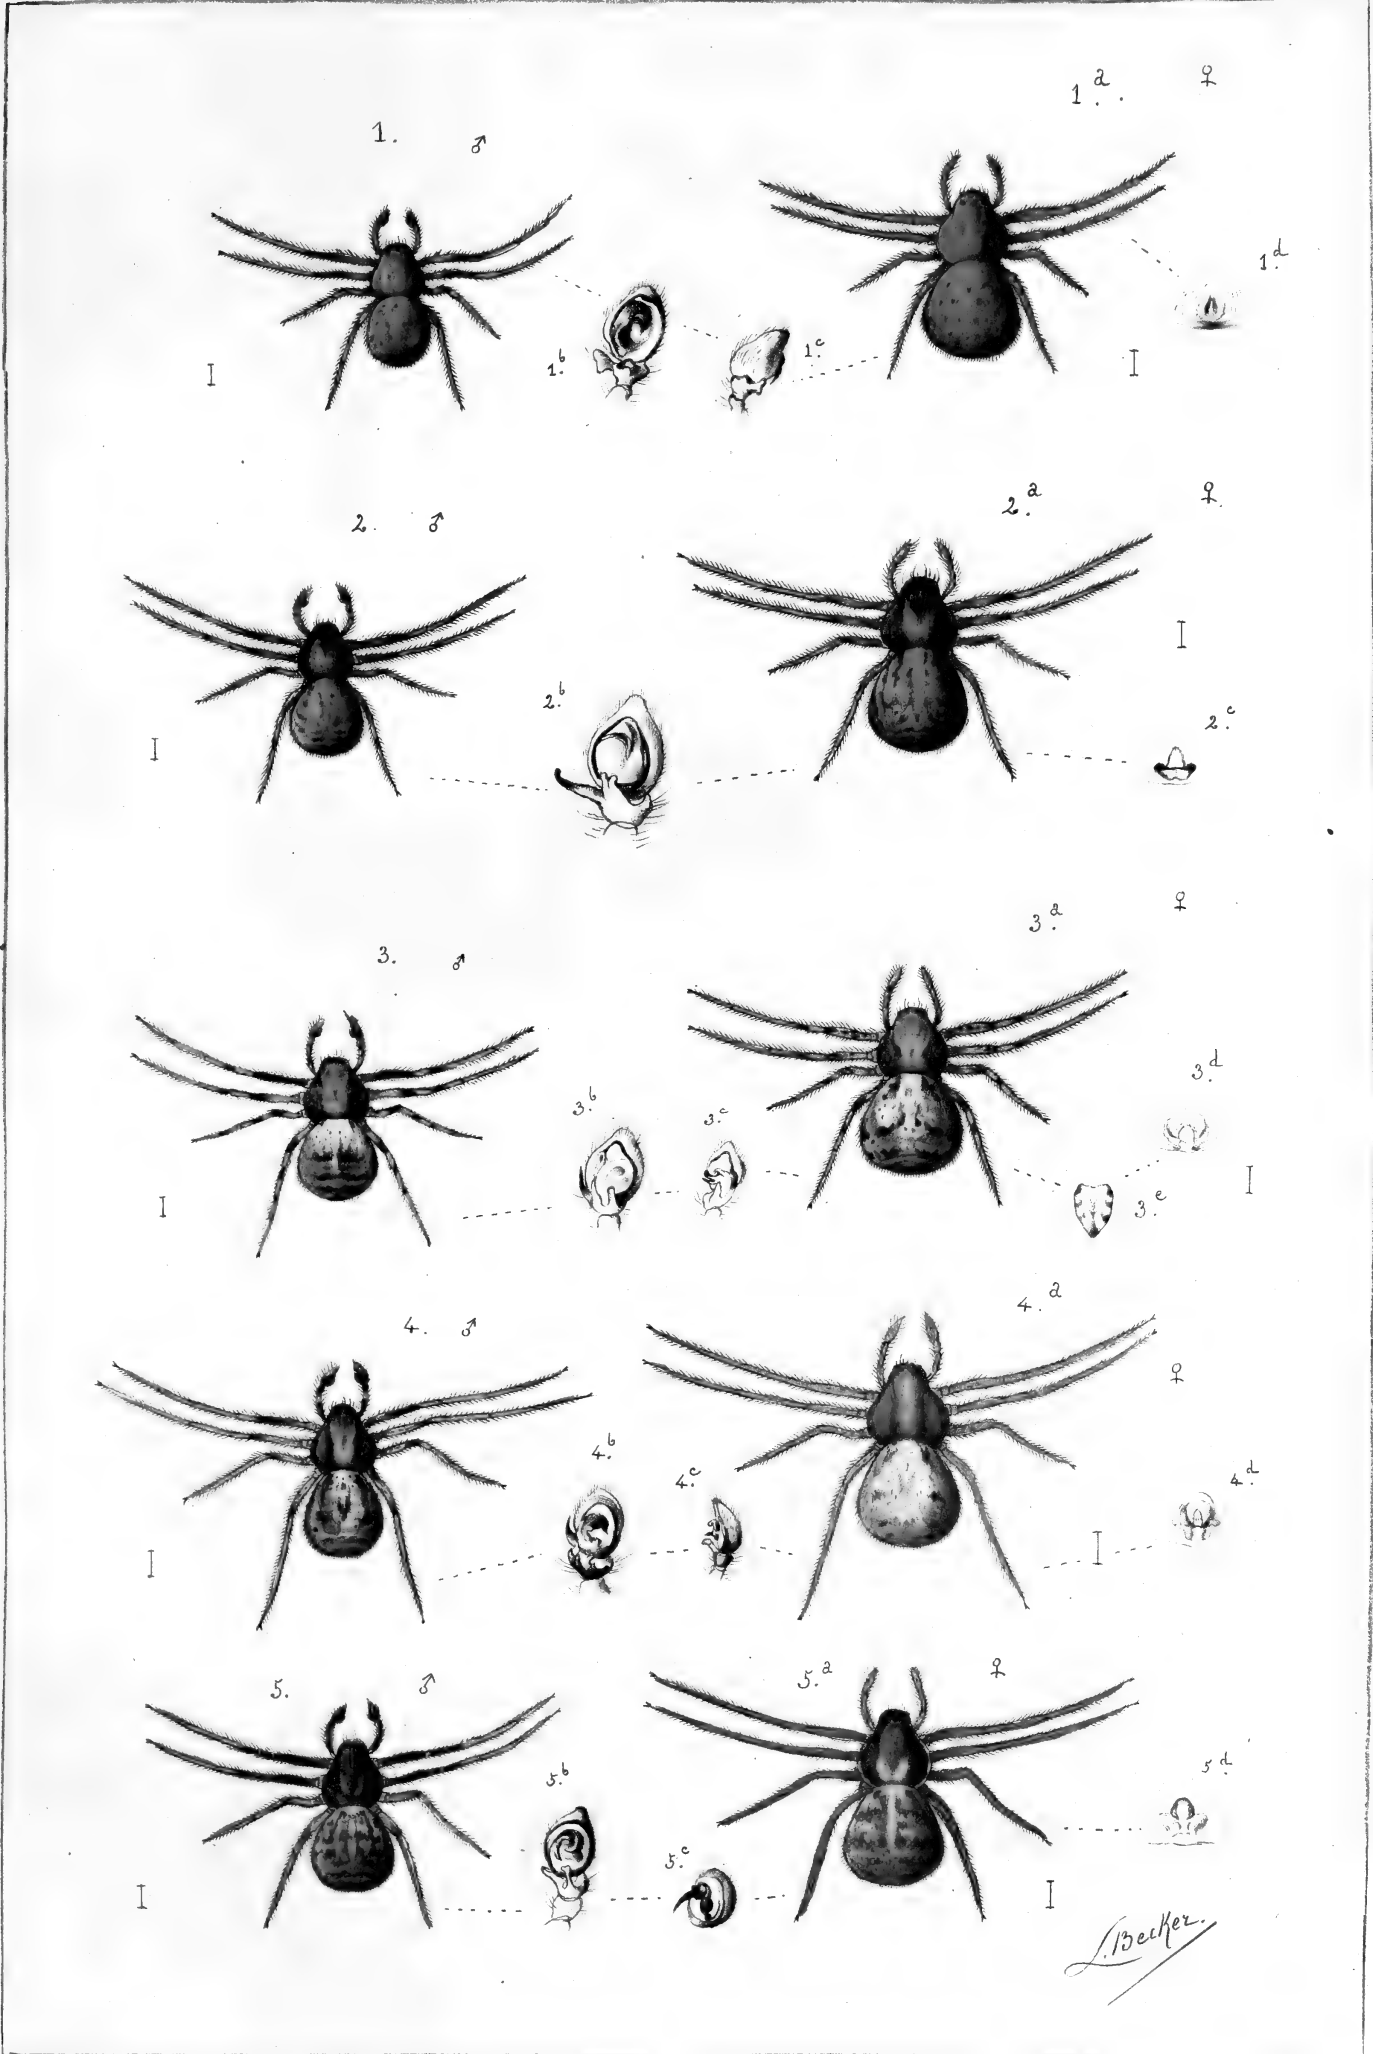 1. ♂
1.a. ♀
1.b
1.c
1.d
2. ♂
2.a ♀
2.b
2.c
3. ♂
3.a ♀
3.b
3.c
3.d
3.e
4. ♂
4.a
♀
4.b
4.c
4.d
5. ♂
5.a ♀
5.b
5.c
5.d
L. Becker.